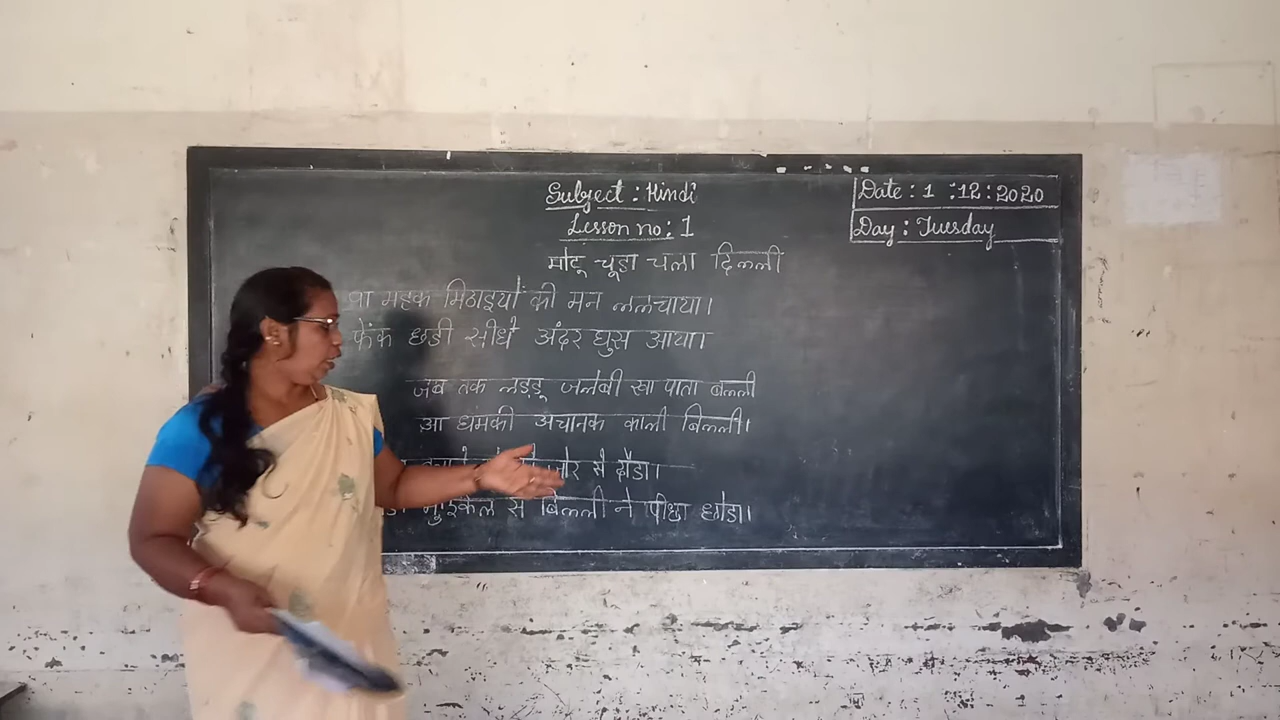 Subject : Hindi
Lesson no : 1
Date : 1 :12:2020
Day : Tuesday
मोटू चूहा चला दिल्ली
पा महक मिठाइयों की मन ललचाया।
फेंक छडी सीधे अंदर घुस आया।
जब तक लड्डू जलेबी खा पाता बल्ली
आ धमकी अचानक काली बिल्ली।
जोर से दौडा।
मुश्किल से बिल्ली ने पीछा छोडा।